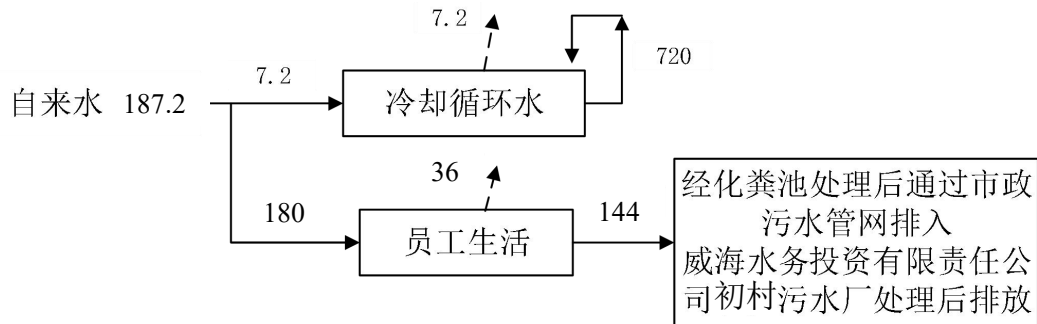 7.2
720
7.2
自来水 187.2
冷却循环水
36
180
员工生活
144
经化粪池处理后通过市政
污水管网排入
威海水务投资有限责任公
司初村污水厂处理后排放